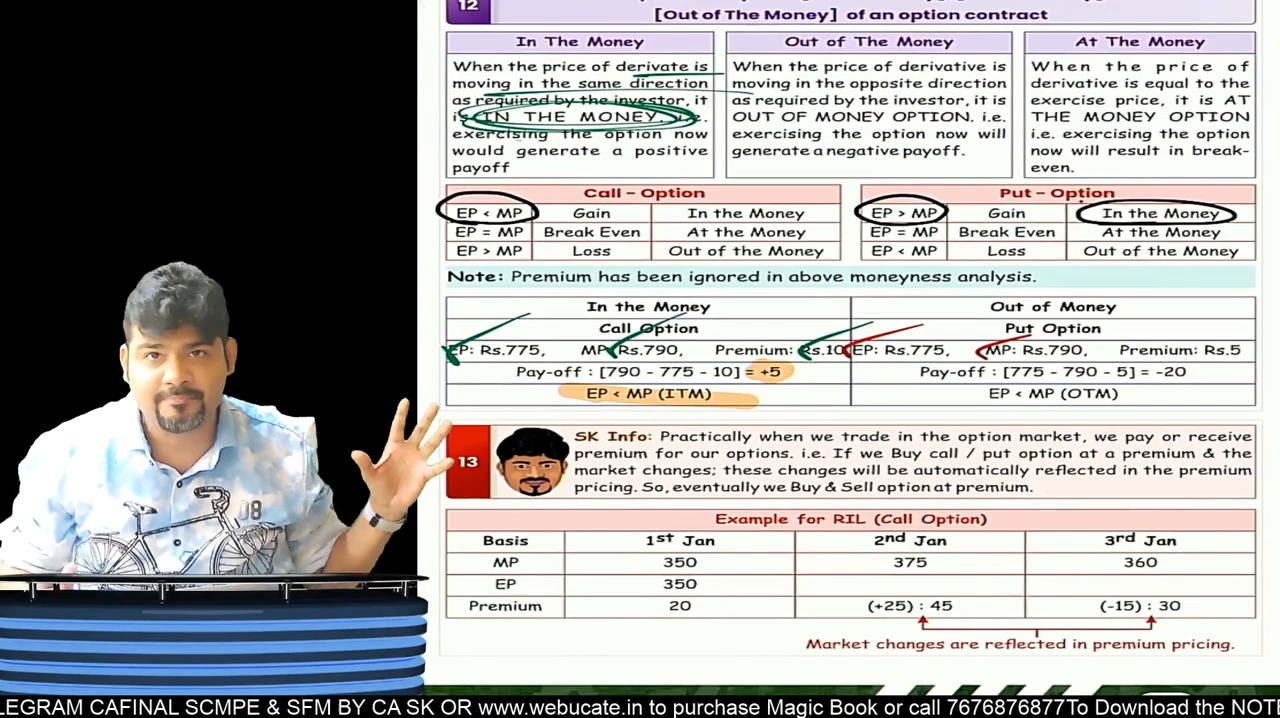 12
[Out of The Money] of an option contract
In The Money
When the price of derivate is
moving in the same direction
as required by the investor, it
is IN THE MONEY. i.e.
exercising the option now
would generate a positive
payoff
Out of The Money
When the price of derivative is
moving in the opposite direction
as required by the investor, it is
OUT OF MONEY OPTION. i.e.
exercising the option now will
generate a negative payoff.
At The Money
When the price of
derivative is equal to the
exercise price, it is AT
THE MONEY OPTION
i.e. exercising the option
now will result in break-
even.
Call - Option
EP < MP Gain In the Money
EP = MP Break Even At the Money
EP > MP Loss Out of the Money
Put - Option
EP > MP Gain In the Money
EP = MP Break Even At the Money
EP < MP Loss Out of the Money
Note: Premium has been ignored in above moneyness analysis.
In the Money Out of Money
Call Option Put Option
EP: Rs.775, MP: Rs.790, Premium: Rs.10 EP: Rs.775, MP: Rs.790, Premium: Rs.5
Pay-off : [790 - 775 - 10] = +5 Pay-off : [775 - 790 - 5] = -20
EP < MP (ITM) EP < MP (OTM)
13
SK Info: Practically when we trade in the option market, we pay or receive
premium for our options. i.e. If we Buy call / put option at a premium & the
market changes; these changes will be automatically reflected in the premium
pricing. So, eventually we Buy & Sell option at premium.
Example for RIL (Call Option)
Basis 1st Jan 2nd Jan 3rd Jan
MP 350 375 360
EP 350
Premium 20 (+25) : 45 (-15) : 30
Market changes are reflected in premium pricing.
08
LEGRAM CAFINAL SCMPE & SFM BY CA SK OR www.webucate.in to purchase Magic Book or call 7676876877To Download the NOTE